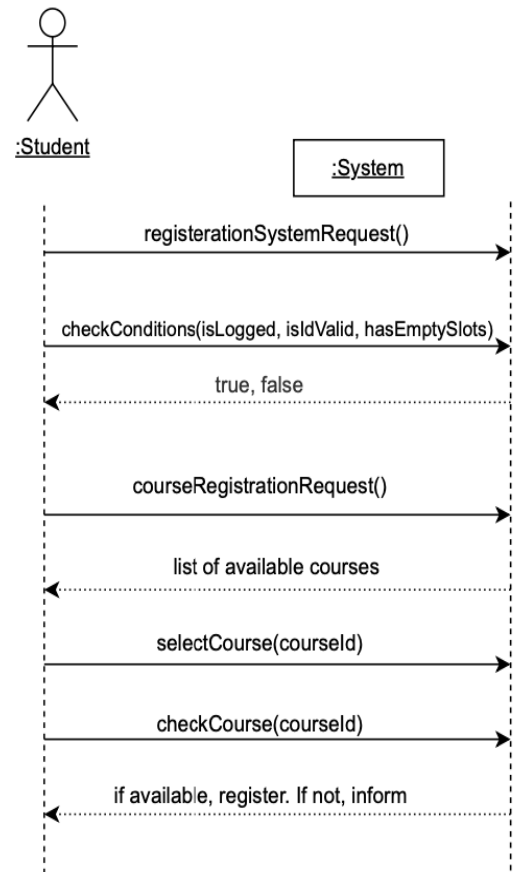 :Student
:System
registerationSystemRequest()
checkConditions(isLogged, isIdValid, hasEmptySlots)
true, false
courseRegistrationRequest()
list of available courses
selectCourse(courseId)
checkCourse(courseId)
if available, register. If not, inform